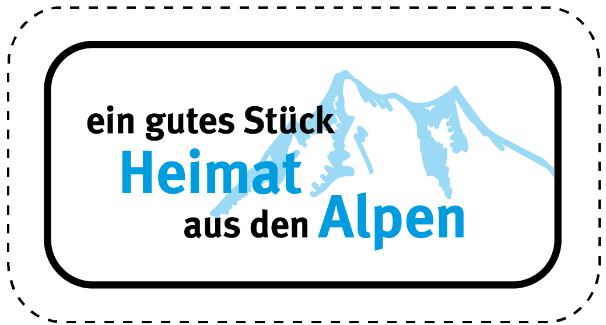 ein gutes Stück
Heimat
aus den Alpen